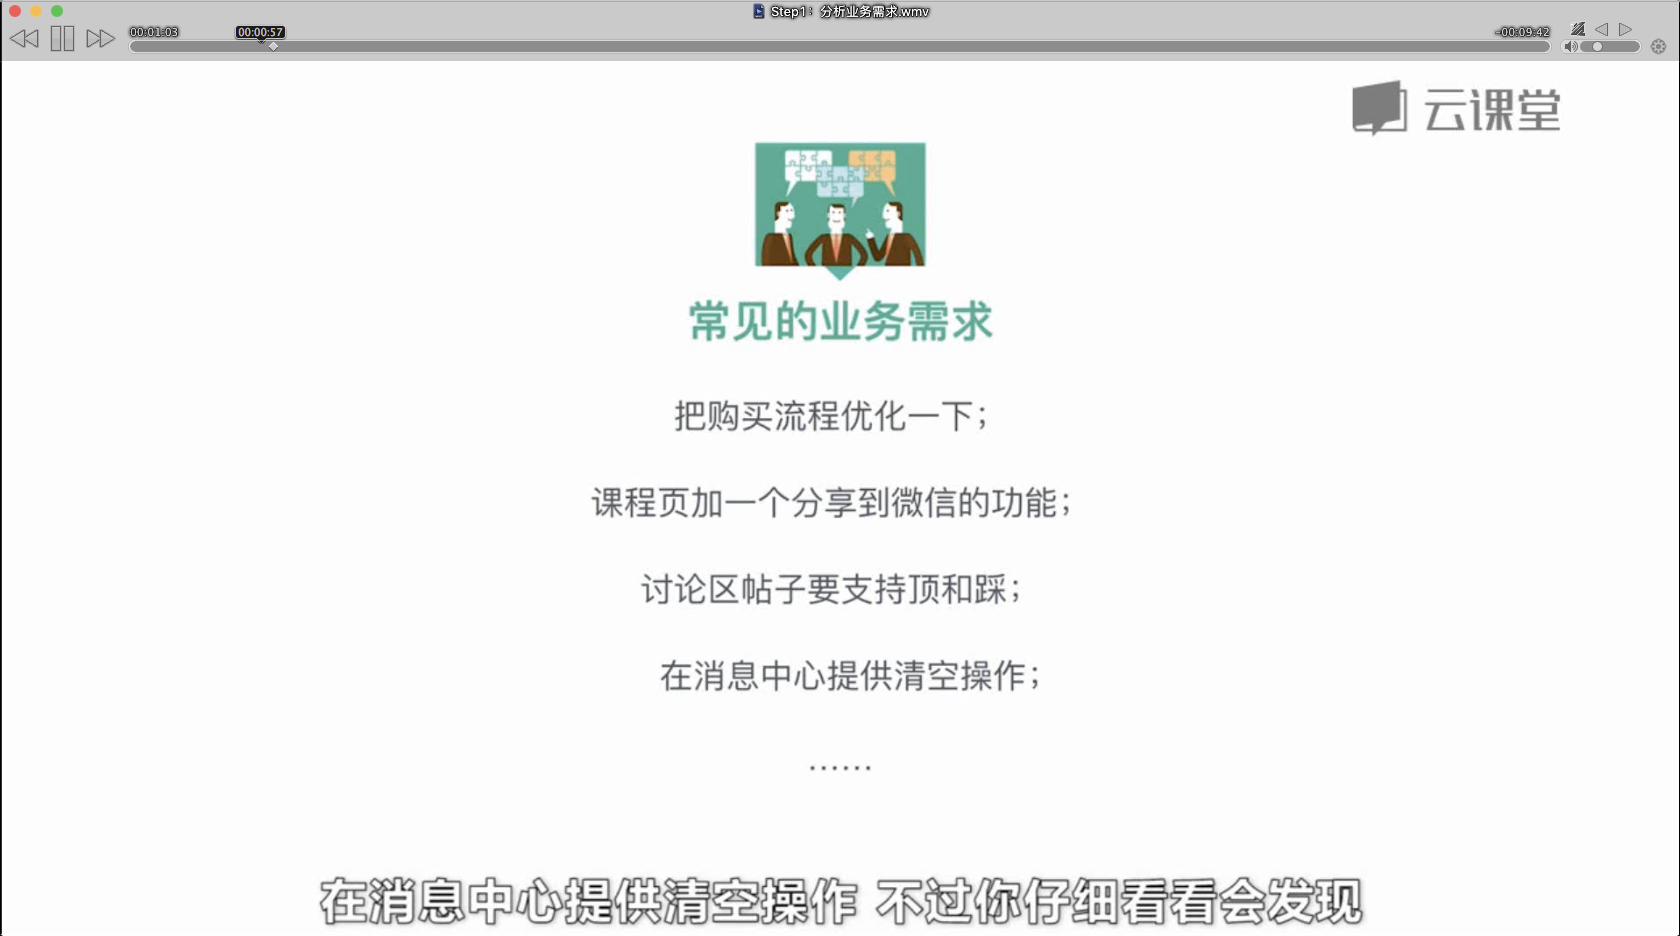 Step1：分析业务需求.wmv
00:01:03
00:00:57
-00:09:42
云课堂
常见的业务需求
把购买流程优化一下；
课程页加一个分享到微信的功能；
讨论区帖子要支持顶和踩；
在消息中心提供清空操作；
……
在消息中心提供清空操作 不过你仔细看看会发现